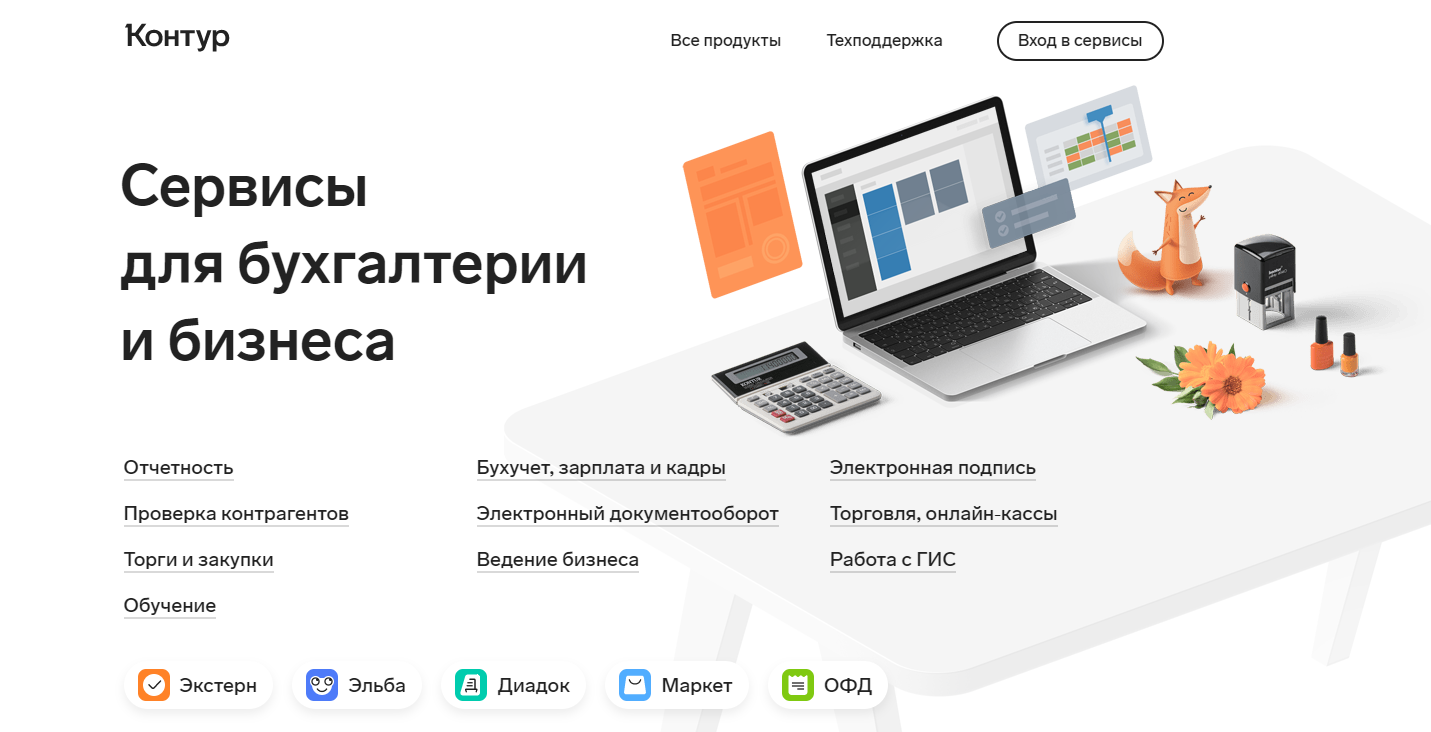 Контур
Все продукты
Техподдержка
Вход в сервисы
Сервисы
для бухгалтерии
и бизнеса
Отчетность
Бухучет, зарплата и кадры
Электронная подпись
Проверка контрагентов
Электронный документооборот
Торговля, онлайн-кассы
Торги и закупки
Ведение бизнеса
Работа с ГИС
Обучение
Экстерн
Эльба
Диадок
Маркет
ОФД